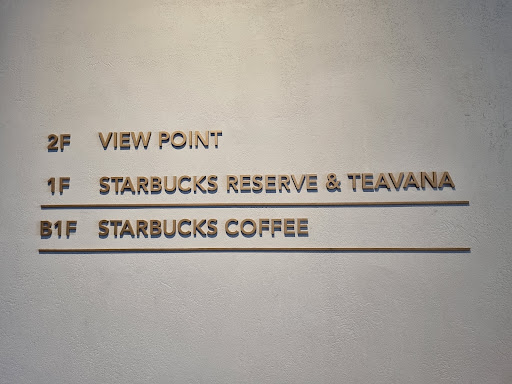 2F VIEW POINT
1F STARBUCKS RESERVE & TEAVANA
B1F STARBUCKS COFFEE